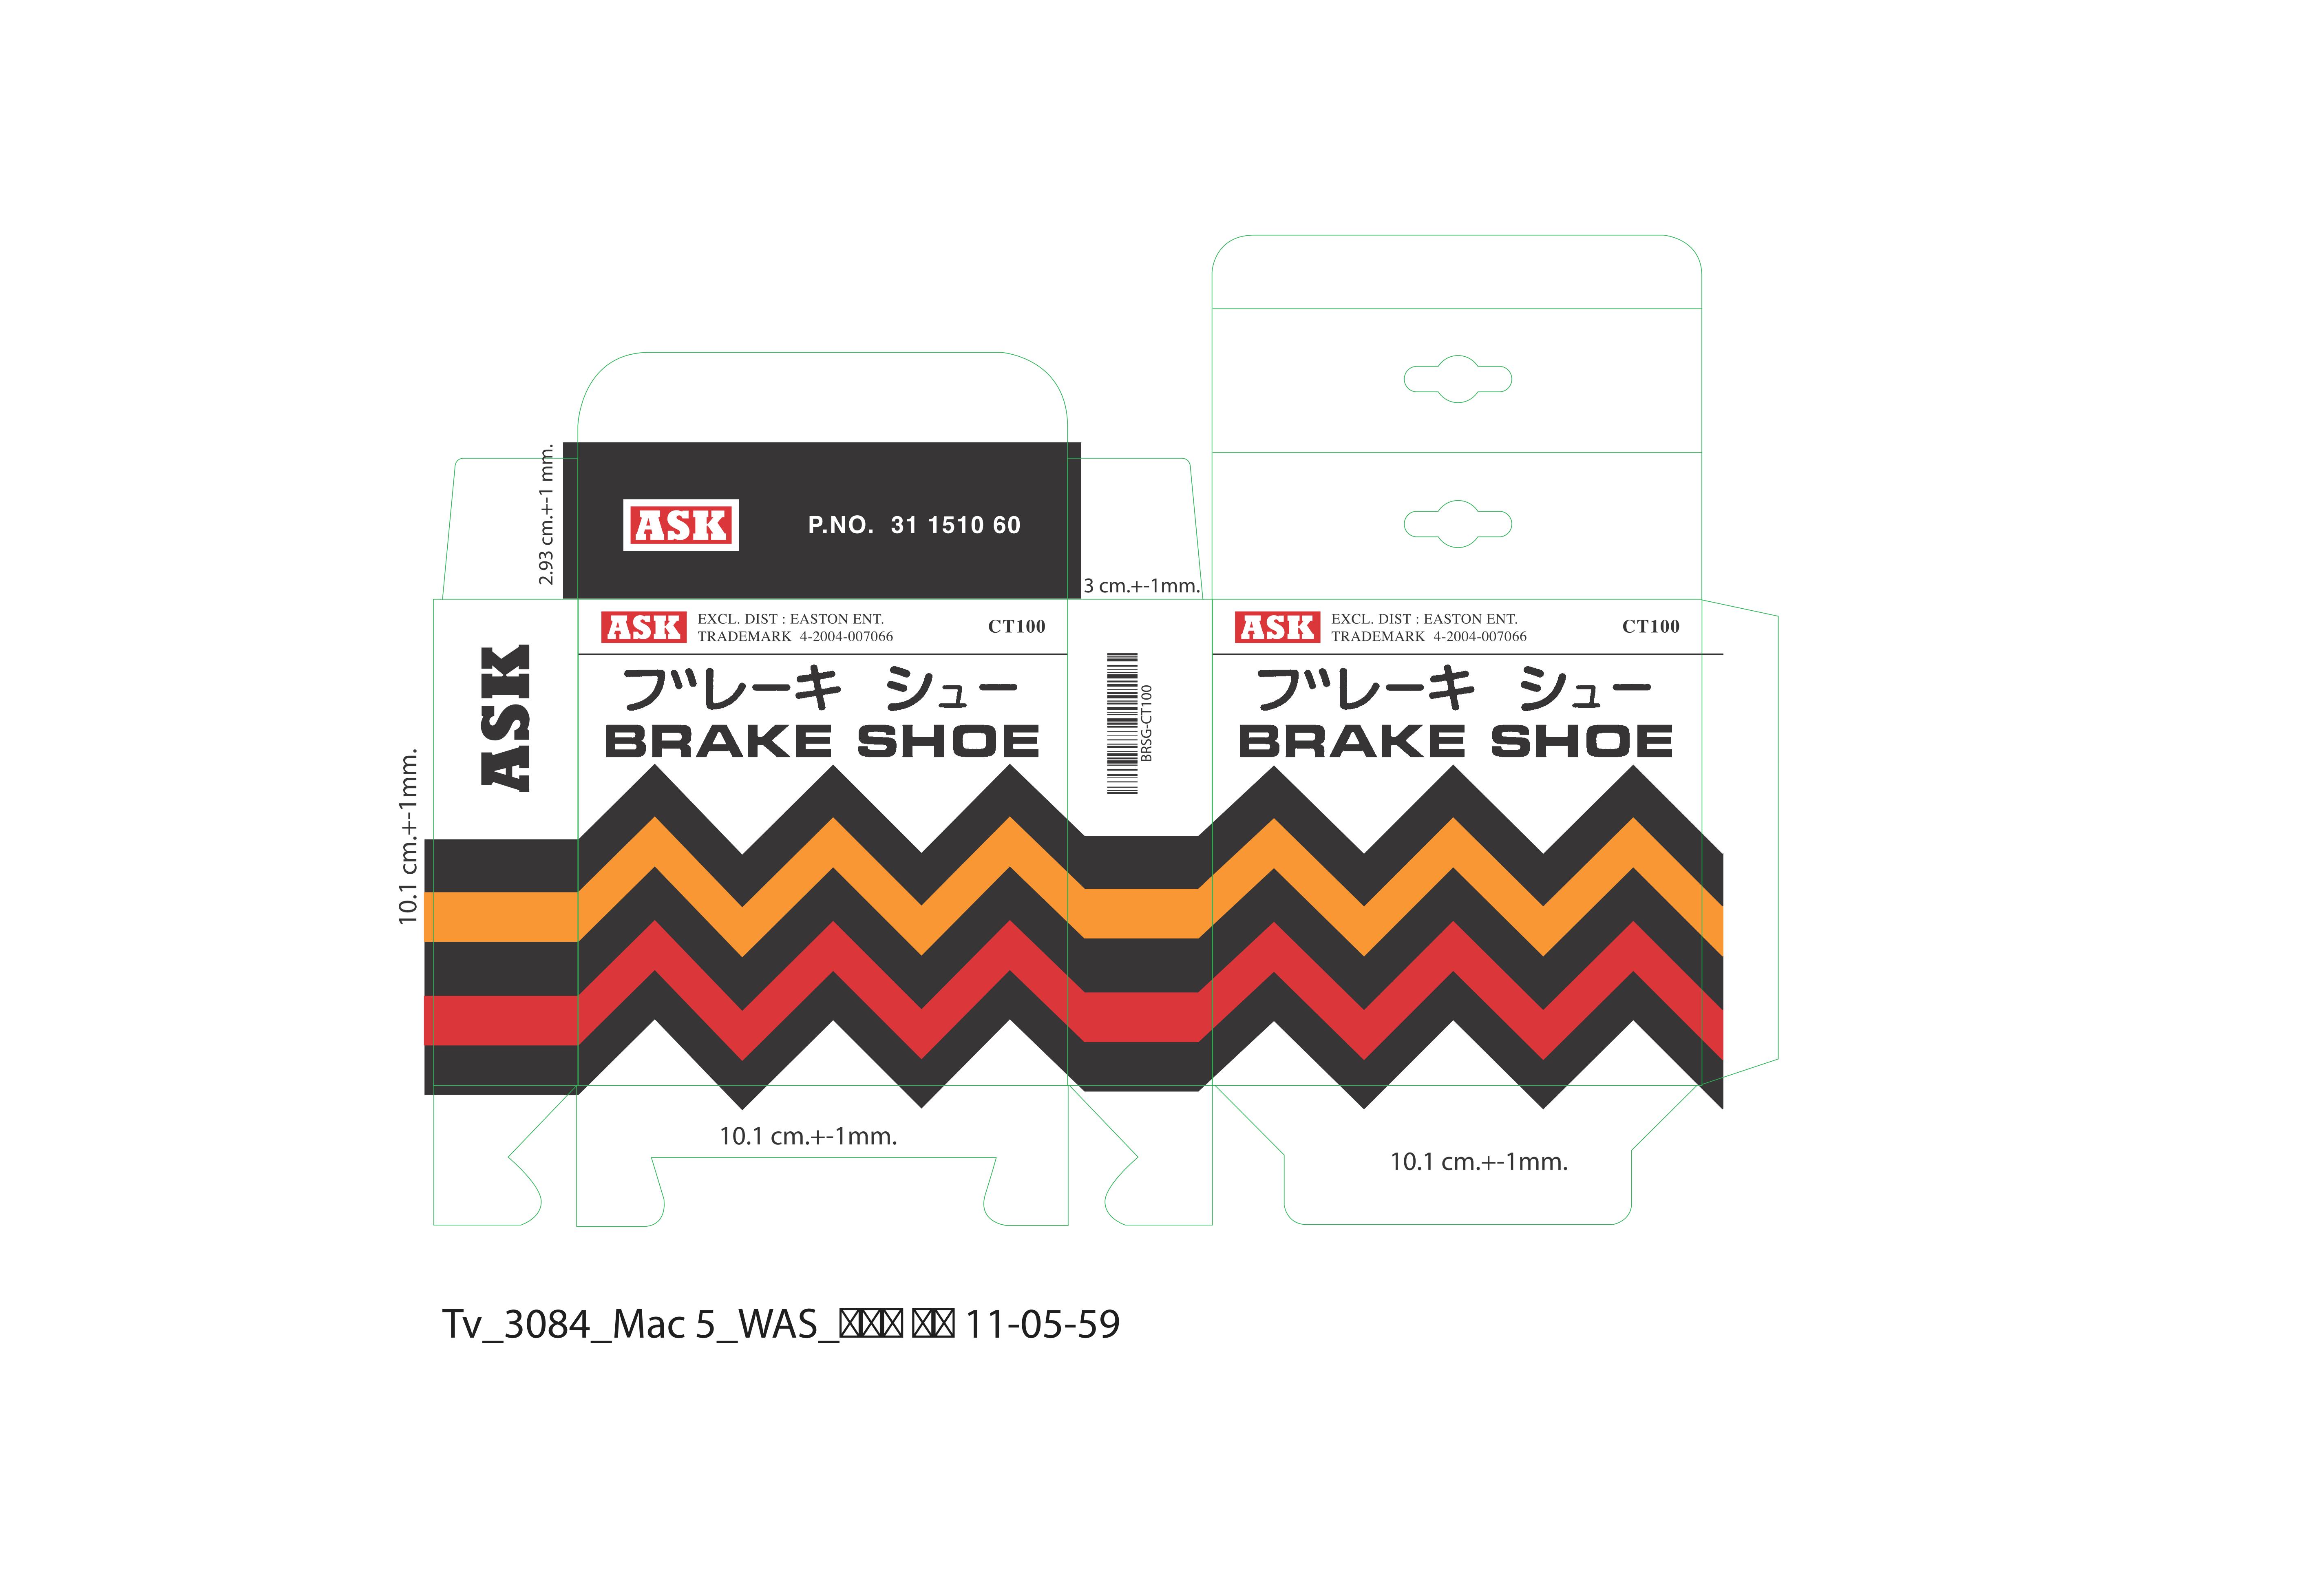 2.93 cm.+-1 mm.
ASK
P.NO. 31 1510 60
3 cm.+-1mm.
ASK
ASK
EXCL. DIST : EASTON ENT.
TRADEMARK 4-2004-007066
CT100
ブレーキ シュー
BRAKE SHOE
BRSG-CT100
ASK
EXCL. DIST : EASTON ENT.
TRADEMARK 4-2004-007066
CT100
ブレーキ シュー
BRAKE SHOE
10.1 cm.+-1mm.
10.1 cm.+-1mm.
10.1 cm.+-1mm.
Tv_3084_Mac 5_WAS_ 11-05-59